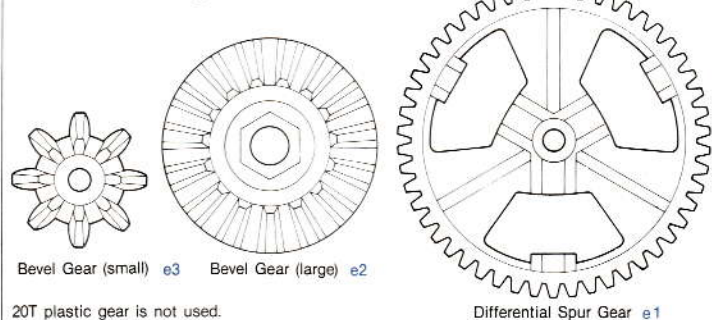 Bevel Gear (small) e3
Bevel Gear (large) e2
20T plastic gear is not used.
Differential Spur Gear e1